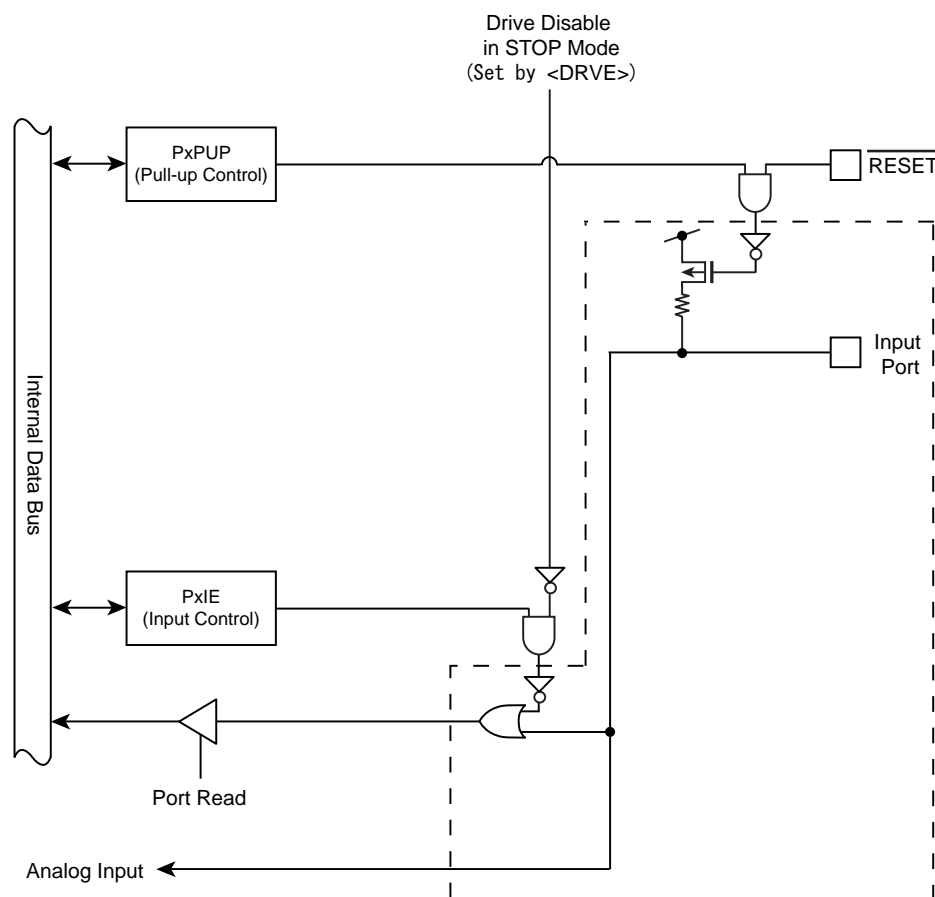 Drive Disable
in STOP Mode
(Set by <DRVE>)
PxPUP
(Pull-up Control)
RESET
Input
Port
Internal Data Bus
PxIE
(Input Control)
Port Read
Analog Input